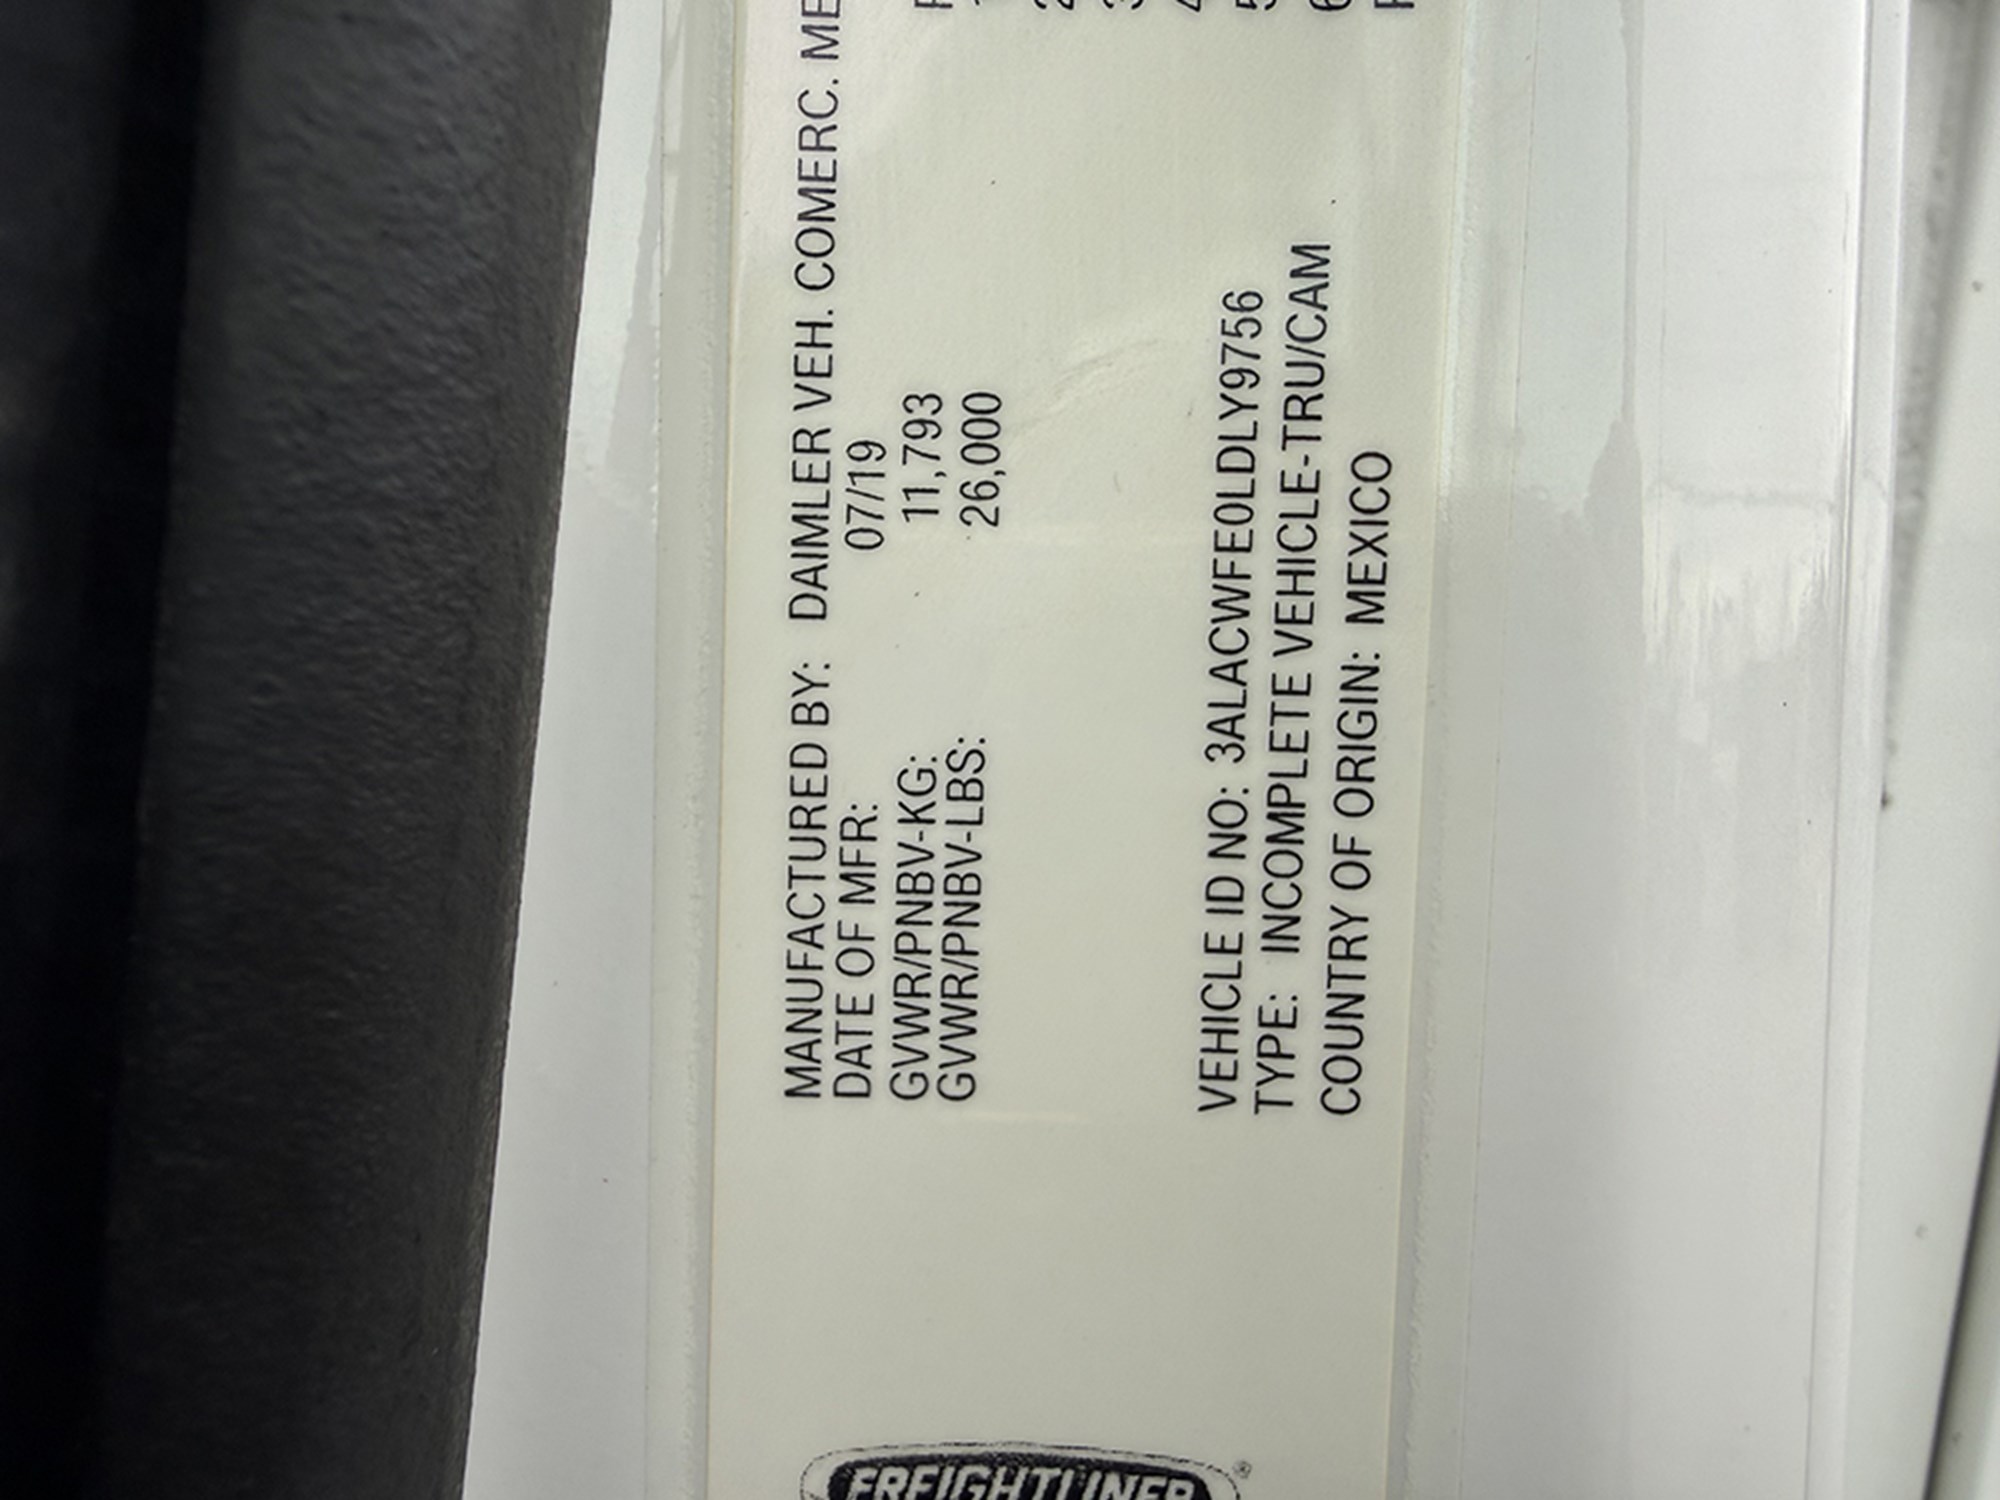 FREIGHTLINER
MANUFACTURED BY: DAIMLER VEH. COMERC. ME
DATE OF MFR: 07/19
GVWR/PNBV-KG: 11,793
GVWR/PNBV-LBS: 26,000
VEHICLE ID NO: 3ALACWFE0LDLY9756
TYPE: INCOMPLETE VEHICLE-TRU/CAM
COUNTRY OF ORIGIN: MEXICO